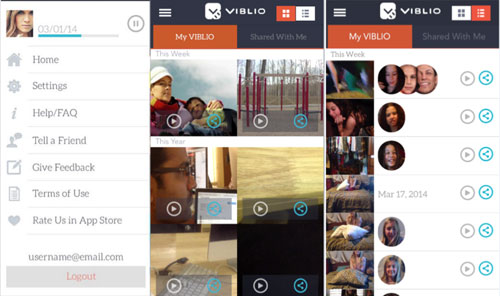 03/01/14
Home
Settings
Help/FAQ
Tell a Friend
Give Feedback
Terms of Use
Rate Us in App Store
username@email.com
Logout
VIBLIO
My VIBLIO
Shared With Me
This Week
This Year
VIBLIO
My VIBLIO
Shared With Me
This Week
Mar 17, 2014